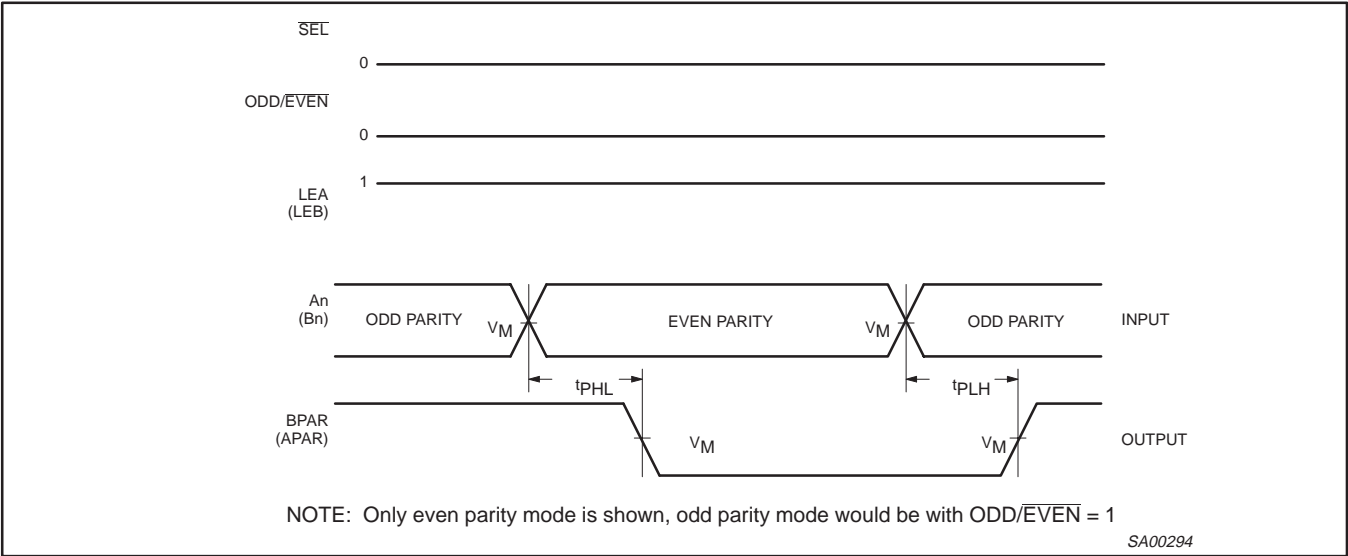 SEL
0
ODD/EVEN
0
1
LEA
(LEB)
An
(Bn)
ODD PARITY
VM
EVEN PARITY
VM
ODD PARITY
INPUT
tPHL
tPLH
BPAR
(APAR)
VM
VM
OUTPUT
NOTE: Only even parity mode is shown, odd parity mode would be with ODD/EVEN = 1
SA00294